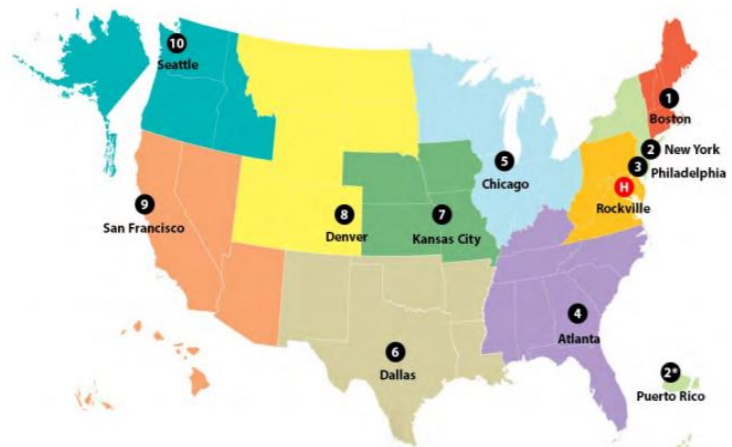 10
Seattle
1
Boston
2 New York
3
Philadelphia
5
Chicago
H
Rockville
9
San Francisco
8
Denver
7
Kansas City
4
Atlanta
6
Dallas
2*
Puerto Rico